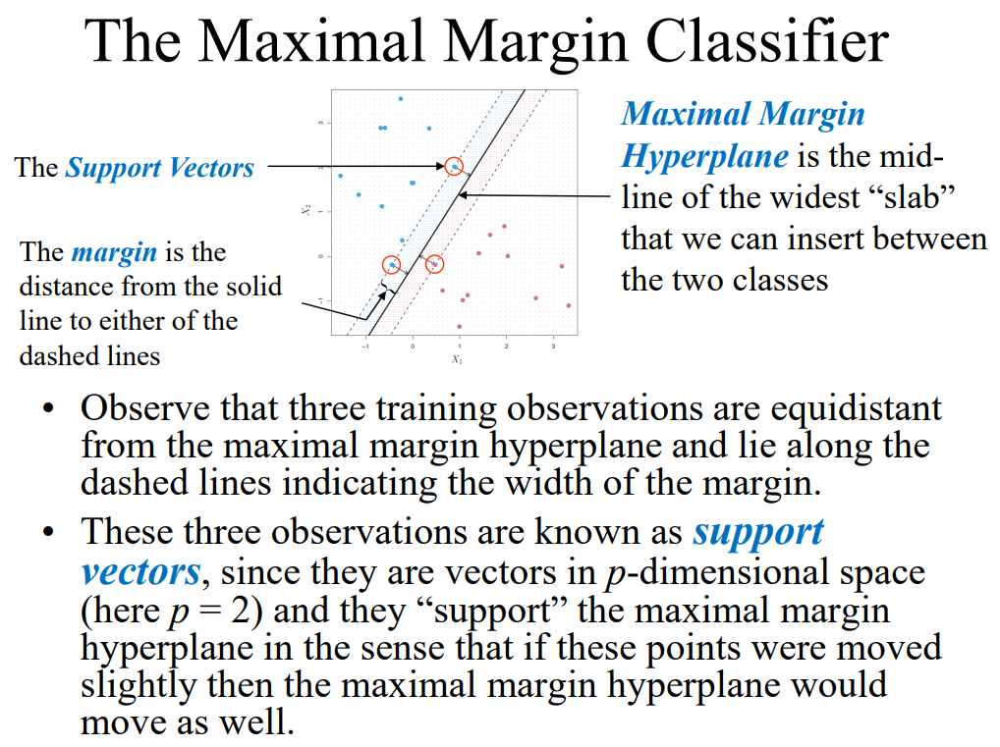 The Maximal Margin Classifier
The Support Vectors
The margin is the
distance from the solid
line to either of the
dashed lines
3
2
1
0
−1
X₂
−1 0 1 2 3
X₁
Maximal Margin
Hyperplane is the mid-
line of the widest “slab”
that we can insert between
the two classes
• Observe that three training observations are equidistant
from the maximal margin hyperplane and lie along the
dashed lines indicating the width of the margin.
• These three observations are known as support
vectors, since they are vectors in p-dimensional space
(here p = 2) and they “support” the maximal margin
hyperplane in the sense that if these points were moved
slightly then the maximal margin hyperplane would
move as well.